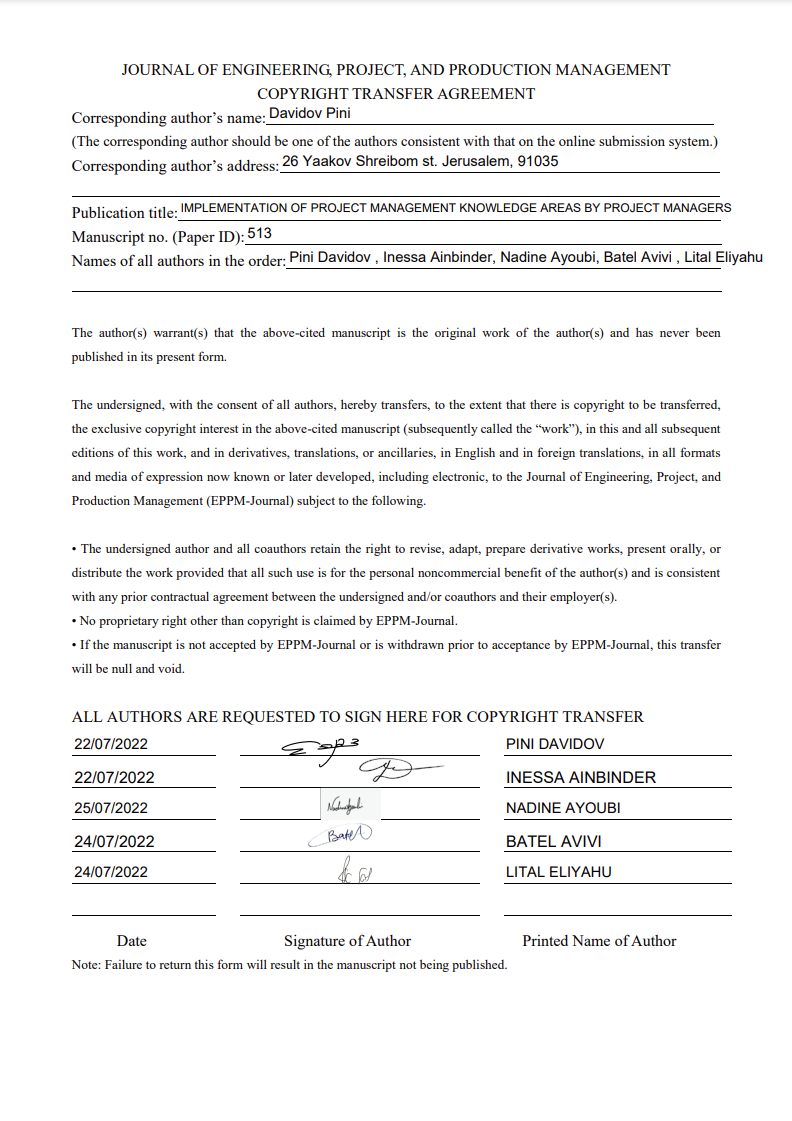 JOURNAL OF ENGINEERING, PROJECT, AND PRODUCTION MANAGEMENT
COPYRIGHT TRANSFER AGREEMENT
Corresponding author’s name: Davidov Pini
(The corresponding author should be one of the authors consistent with that on the online submission system.)
Corresponding author’s address: 26 Yaakov Shreibom st. Jerusalem, 91035
Publication title: IMPLEMENTATION OF PROJECT MANAGEMENT KNOWLEDGE AREAS BY PROJECT MANAGERS
Manuscript no. (Paper ID): 513
Names of all authors in the order: Pini Davidov , Inessa Ainbinder, Nadine Ayoubi, Batel Avivi , Lital Eliyahu
The author(s) warrant(s) that the above-cited manuscript is the original work of the author(s) and has never been
published in its present form.
The undersigned, with the consent of all authors, hereby transfers, to the extent that there is copyright to be transferred,
the exclusive copyright interest in the above-cited manuscript (subsequently called the “work”), in this and all subsequent
editions of this work, and in derivatives, translations, or ancillaries, in English and in foreign translations, in all formats
and media of expression now known or later developed, including electronic, to the Journal of Engineering, Project, and
Production Management (EPPM-Journal) subject to the following.
• The undersigned author and all coauthors retain the right to revise, adapt, prepare derivative works, present orally, or
distribute the work provided that all such use is for the personal noncommercial benefit of the author(s) and is consistent
with any prior contractual agreement between the undersigned and/or coauthors and their employer(s).
• No proprietary right other than copyright is claimed by EPPM-Journal.
• If the manuscript is not accepted by EPPM-Journal or is withdrawn prior to acceptance by EPPM-Journal, this transfer
will be null and void.
ALL AUTHORS ARE REQUESTED TO SIGN HERE FOR COPYRIGHT TRANSFER
22/07/2022 PINI DAVIDOV
22/07/2022 INESSA AINBINDER
25/07/2022 NADINE AYOUBI
24/07/2022 Batel BATEL AVIVI
24/07/2022 LITAL ELIYAHU
Date Signature of Author Printed Name of Author
Note: Failure to return this form will result in the manuscript not being published.